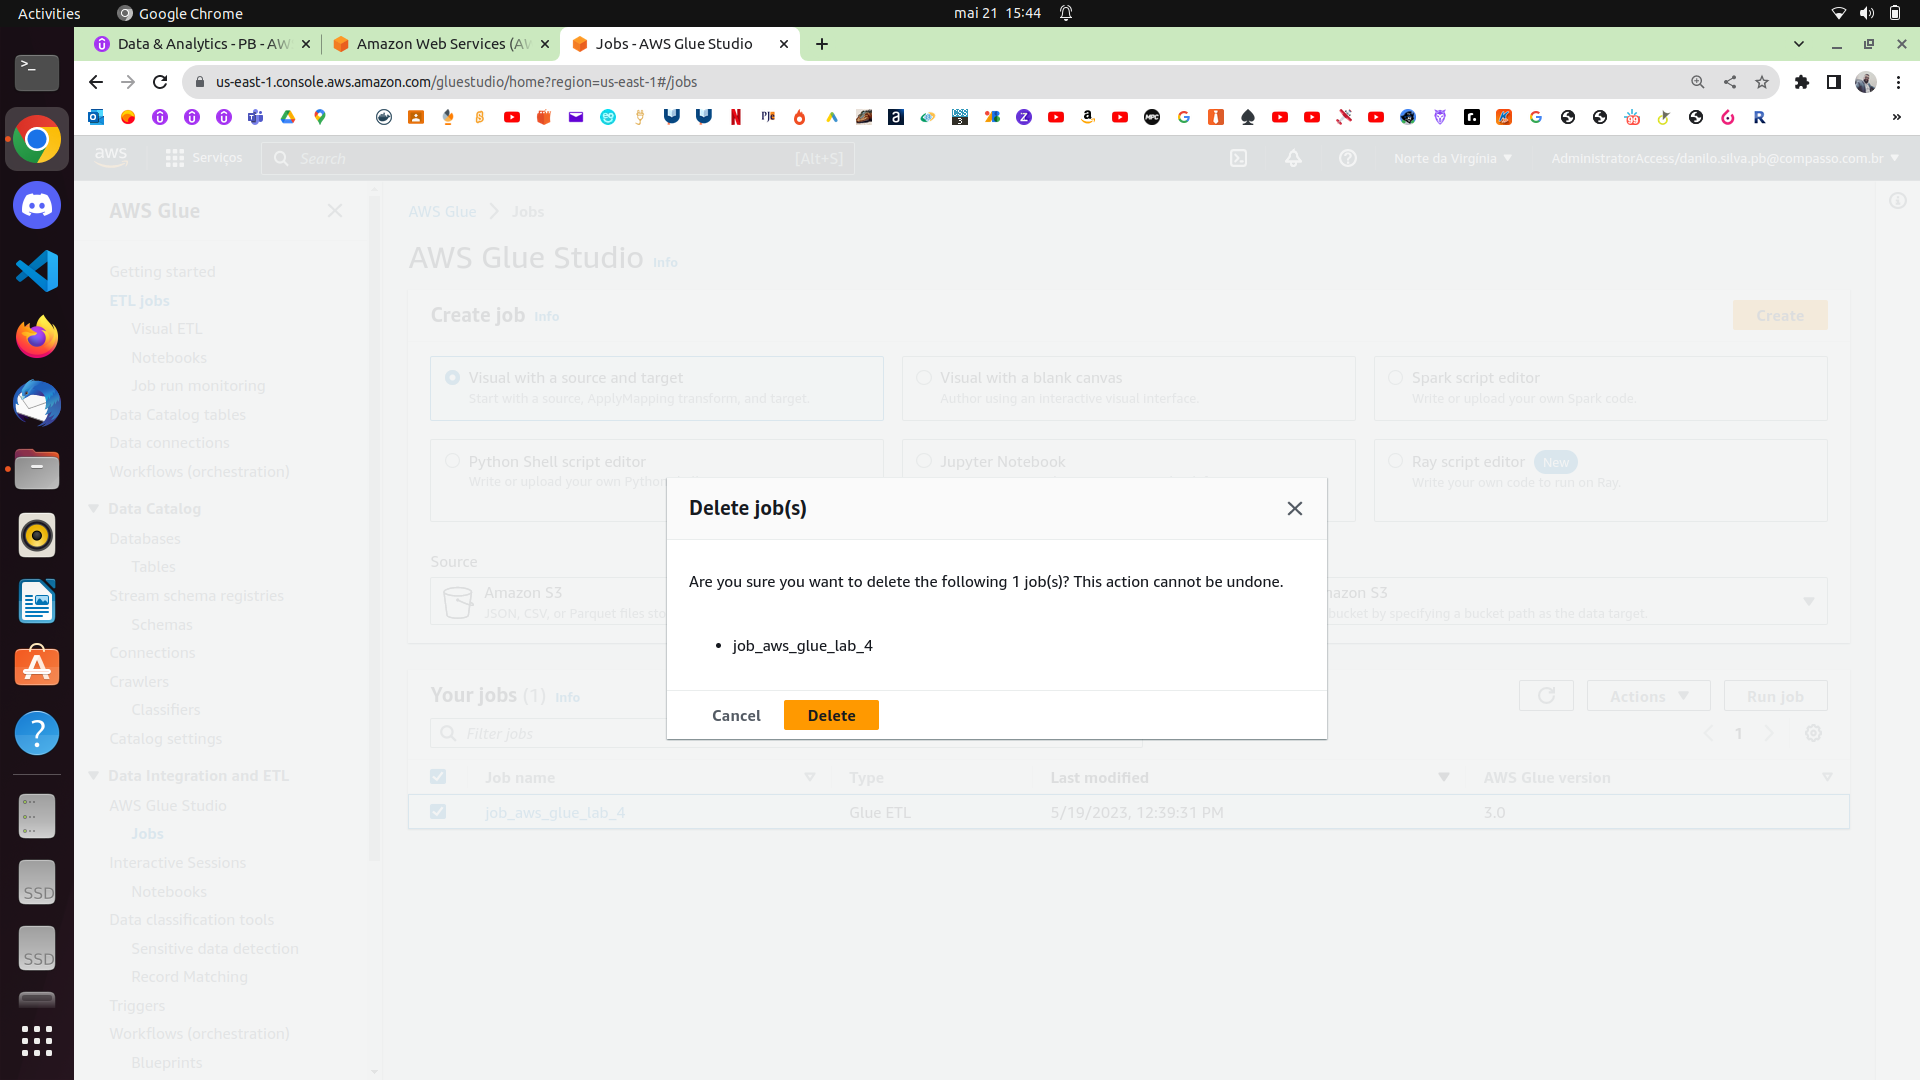 Activities
Google Chrome
mai 21 15:44
Data & Analytics - PB - AW
Amazon Web Services (AW
Jobs - AWS Glue Studio
us-east-1.console.aws.amazon.com/gluestudio/home?region=us-east-1#/jobs
aws
Serviços
Search
[Alt+S]
Norte da Virgínia
AdministratorAccess/danilo.silva.pb@compasso.com.br
AWS Glue
Getting started
ETL jobs
Visual ETL
Notebooks
Job run monitoring
Data Catalog tables
Data connections
Workflows (orchestration)
Data Catalog
Databases
Tables
Stream schema registries
Schemas
Connections
Crawlers
Classifiers
Catalog settings
Data Integration and ETL
AWS Glue Studio
Jobs
Interactive Sessions
Notebooks
Data classification tools
Sensitive data detection
Record Matching
Triggers
Workflows (orchestration)
Blueprints
AWS Glue
Jobs
AWS Glue Studio Info
Create job Info
Create
Visual with a source and target
Start with a source, ApplyMapping transform, and target.
Visual with a blank canvas
Author using an interactive visual interface.
Spark script editor
Write or upload your own Spark code.
Python Shell script editor
Write or upload your own Python
Jupyter Notebook
Ray script editor New
Write your own code to run on Ray.
Source
Amazon S3
JSON, CSV, or Parquet files sto
mazon S3
bucket by specifying a bucket path as the data target.
Delete job(s)
Are you sure you want to delete the following 1 job(s)? This action cannot be undone.
• job_aws_glue_lab_4
Cancel
Delete
Your jobs (1) Info
Actions
Run job
Filter jobs
1
Job name
Type
Last modified
AWS Glue version
job_aws_glue_lab_4
Glue ETL
5/19/2023, 12:39:31 PM
3.0
SSD
SSD